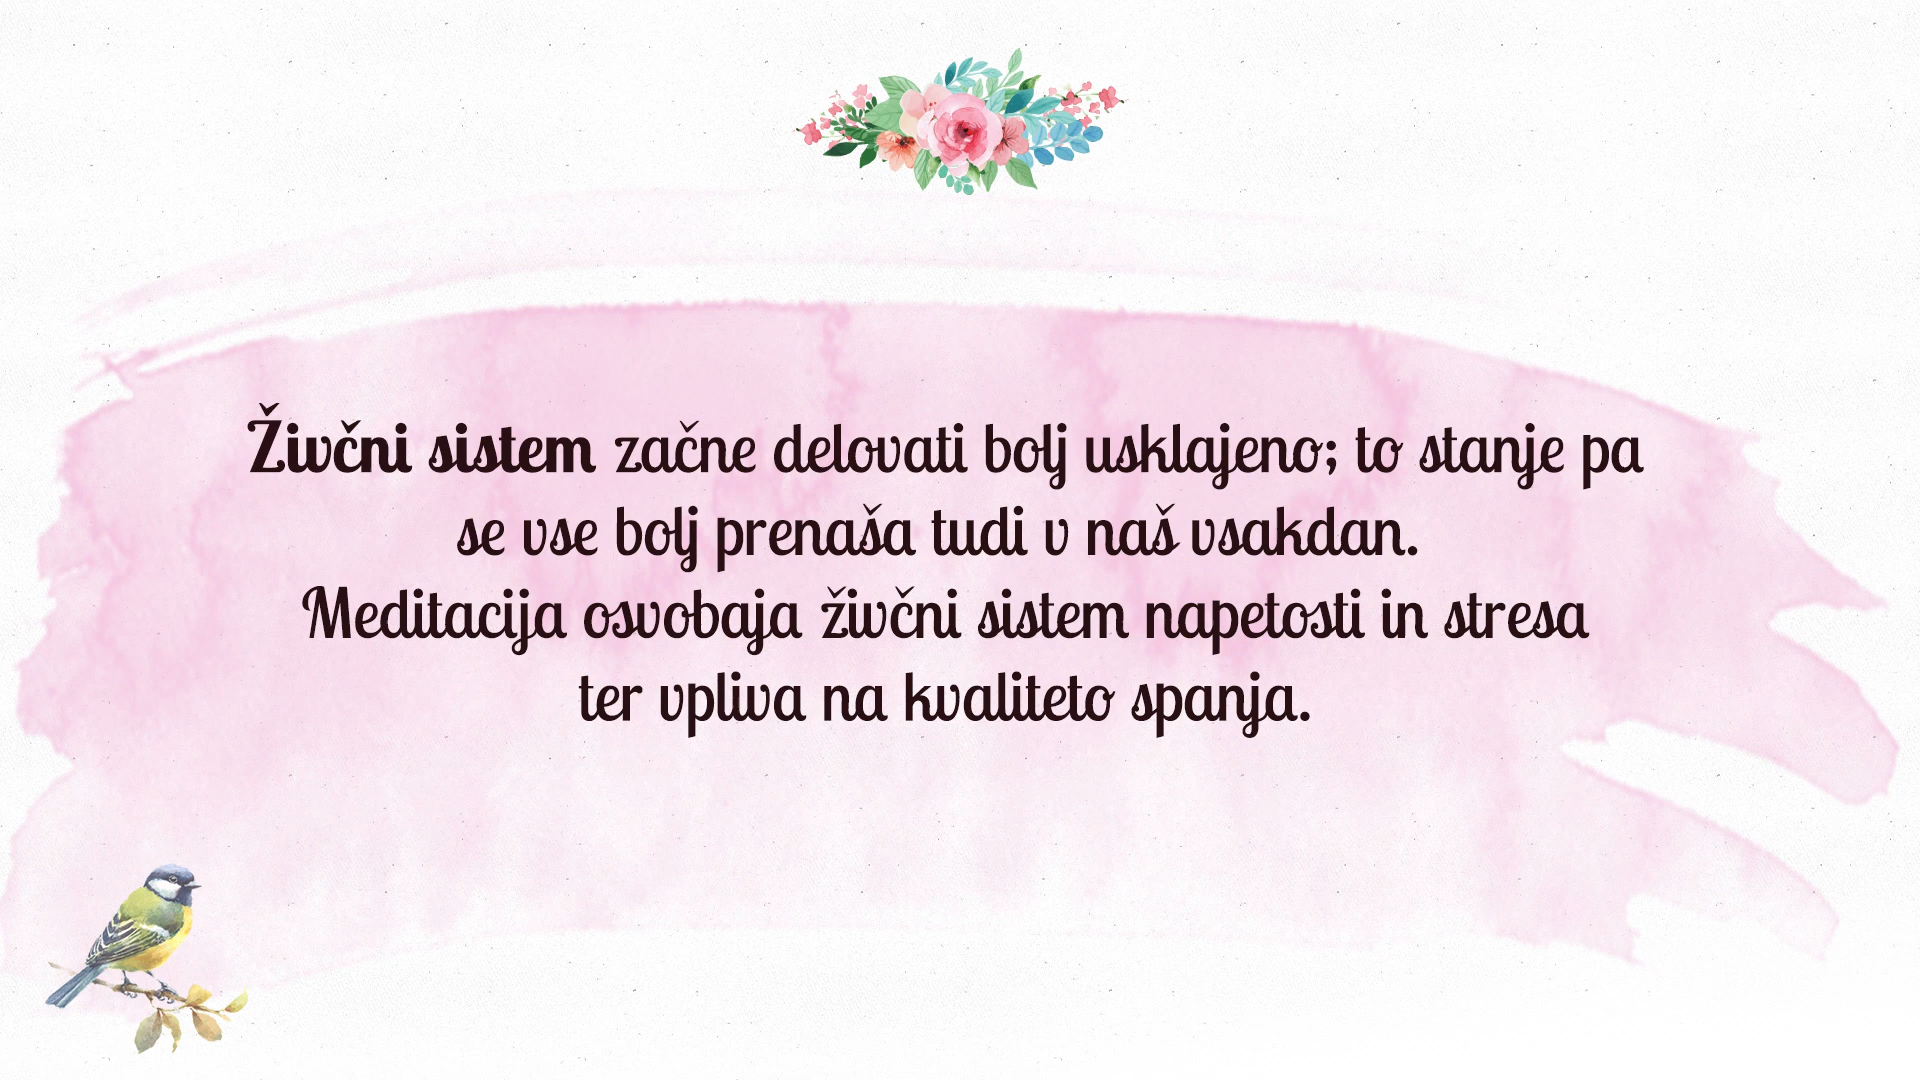 Živčni sistem začne delovati bolj usklajeno; to stanje pa
se vse bolj prenaša tudi v naš vsakdan.
Meditacija osvobaja živčni sistem napetosti in stresa
ter vpliva na kvaliteto spanja.